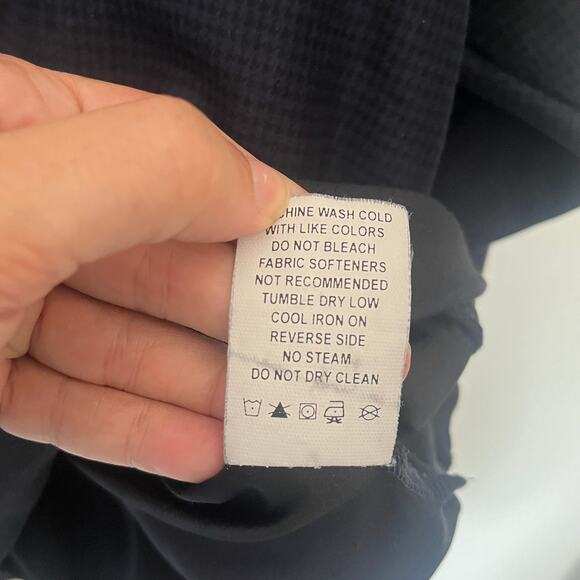 CHINE WASH COLD
WITH LIKE COLORS
DO NOT BLEACH
FABRIC SOFTENERS
NOT RECOMMENDED
TUMBLE DRY LOW
COOL IRON ON
REVERSE SIDE
NO STEAM
DO NOT DRY CLEAN